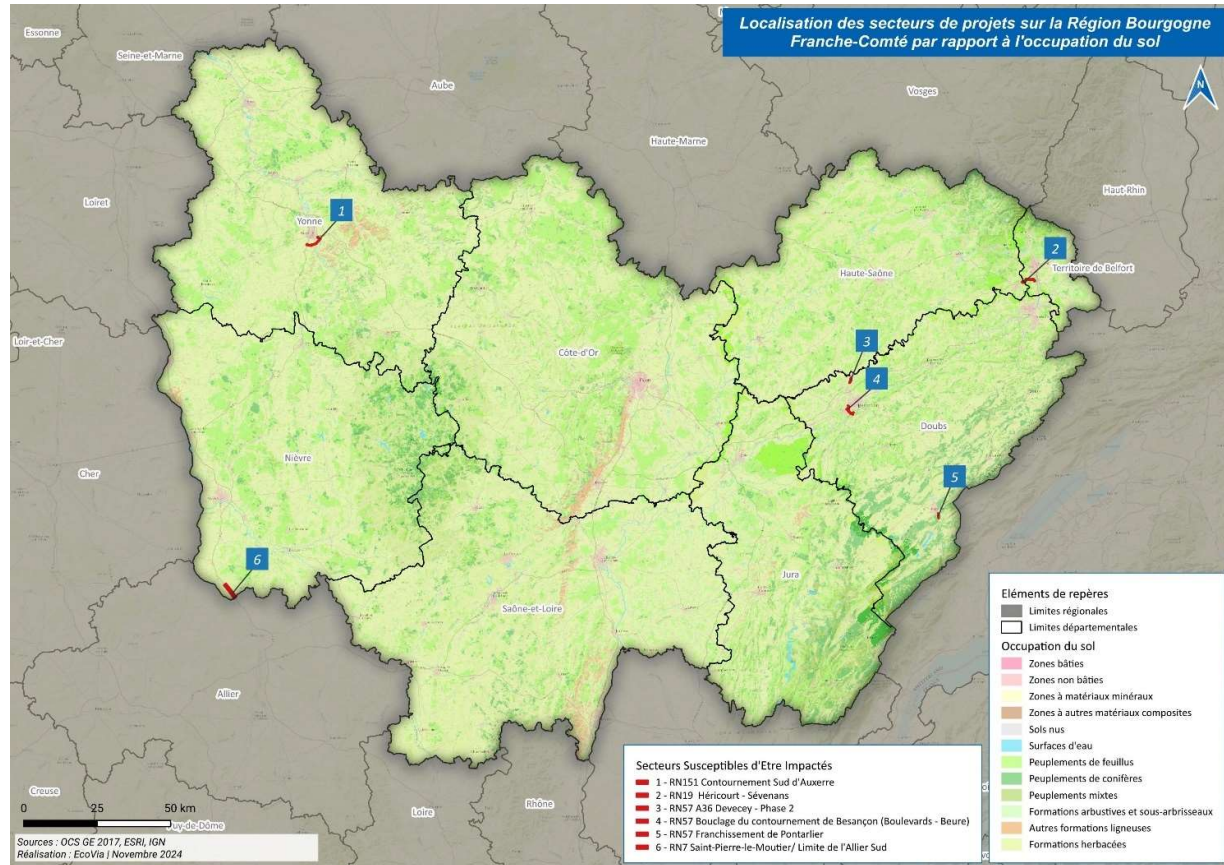 Localisation des secteurs de projets sur la Région Bourgogne
Franche-Comté par rapport à l'occupation du sol
N
Essonne
Seine-et-Marne
Aube
Vosges
Haute-Marne
Haut-Rhin
Loiret
1
Yonne
2
Haute-Saône
Territoire de Belfort
Loir-et-Cher
Côte-d'Or
3
4
Doubs
Cher
Nièvre
5
6
Jura
Saône-et-Loire
Allier
Creuse
Puy-de-Dôme
Loire
Rhône
Eléments de repères
Limites régionales
Limites départementales
Occupation du sol
Zones bâties
Zones non bâties
Zones à matériaux minéraux
Zones à autres matériaux composites
Sols nus
Surfaces d'eau
Peuplements de feuillus
Peuplements de conifères
Peuplements mixtes
Formations arbustives et sous-arbrisseaux
Autres formations ligneuses
Formations herbacées
Secteurs Susceptibles d'Etre Impactés
1 - RN151 Contournement Sud d'Auxerre
2 - RN19 Héricourt - Sévenans
3 - RN57 A36 Devecey - Phase 2
4 - RN57 Bouclage du contournement de Besançon (Boulevards - Beure)
5 - RN57 Franchissement de Pontarlier
6 - RN7 Saint-Pierre-le-Moutier/ Limite de l'Allier Sud
0 25 50 km
Sources : OCS GE 2017, ESRI, IGN
Réalisation : EcoVia | Novembre 2024